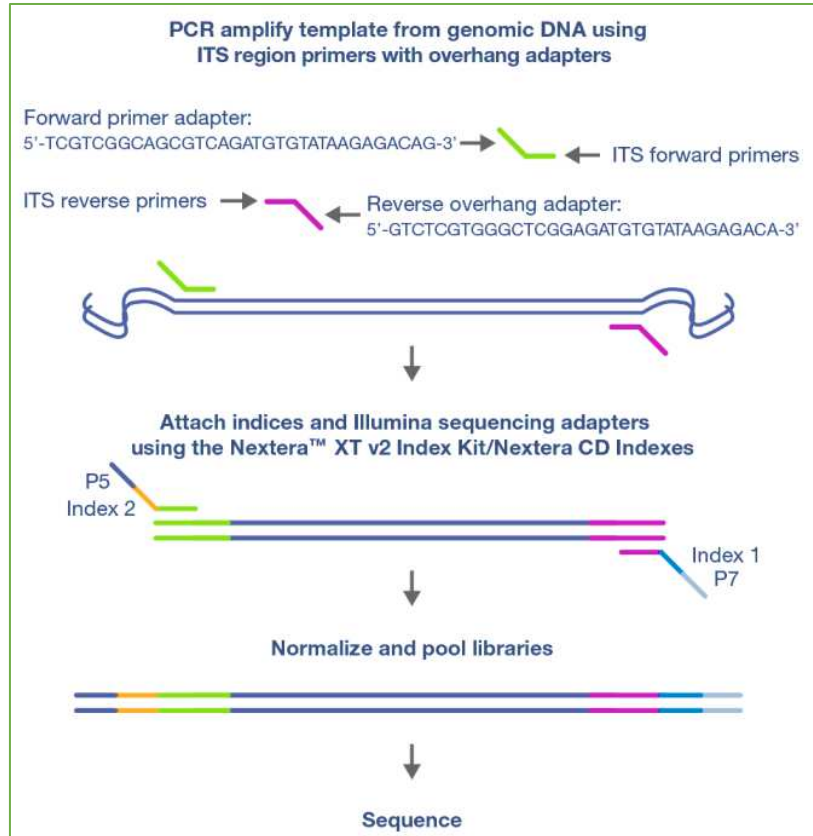 PCR amplify template from genomic DNA using
ITS region primers with overhang adapters
Forward primer adapter:
5'-TCGTCGGCAGCGTCAGATGTGTATAAGAGACAG-3'
ITS forward primers
ITS reverse primers
Reverse overhang adapter:
5'-GTCTCGTGGGCTCGGAGATGTGTATAAGAGACA-3'
Attach indices and Illumina sequencing adapters
using the Nextera™ XT v2 Index Kit/Nextera CD Indexes
P5
Index 2
Index 1
P7
Normalize and pool libraries
Sequence